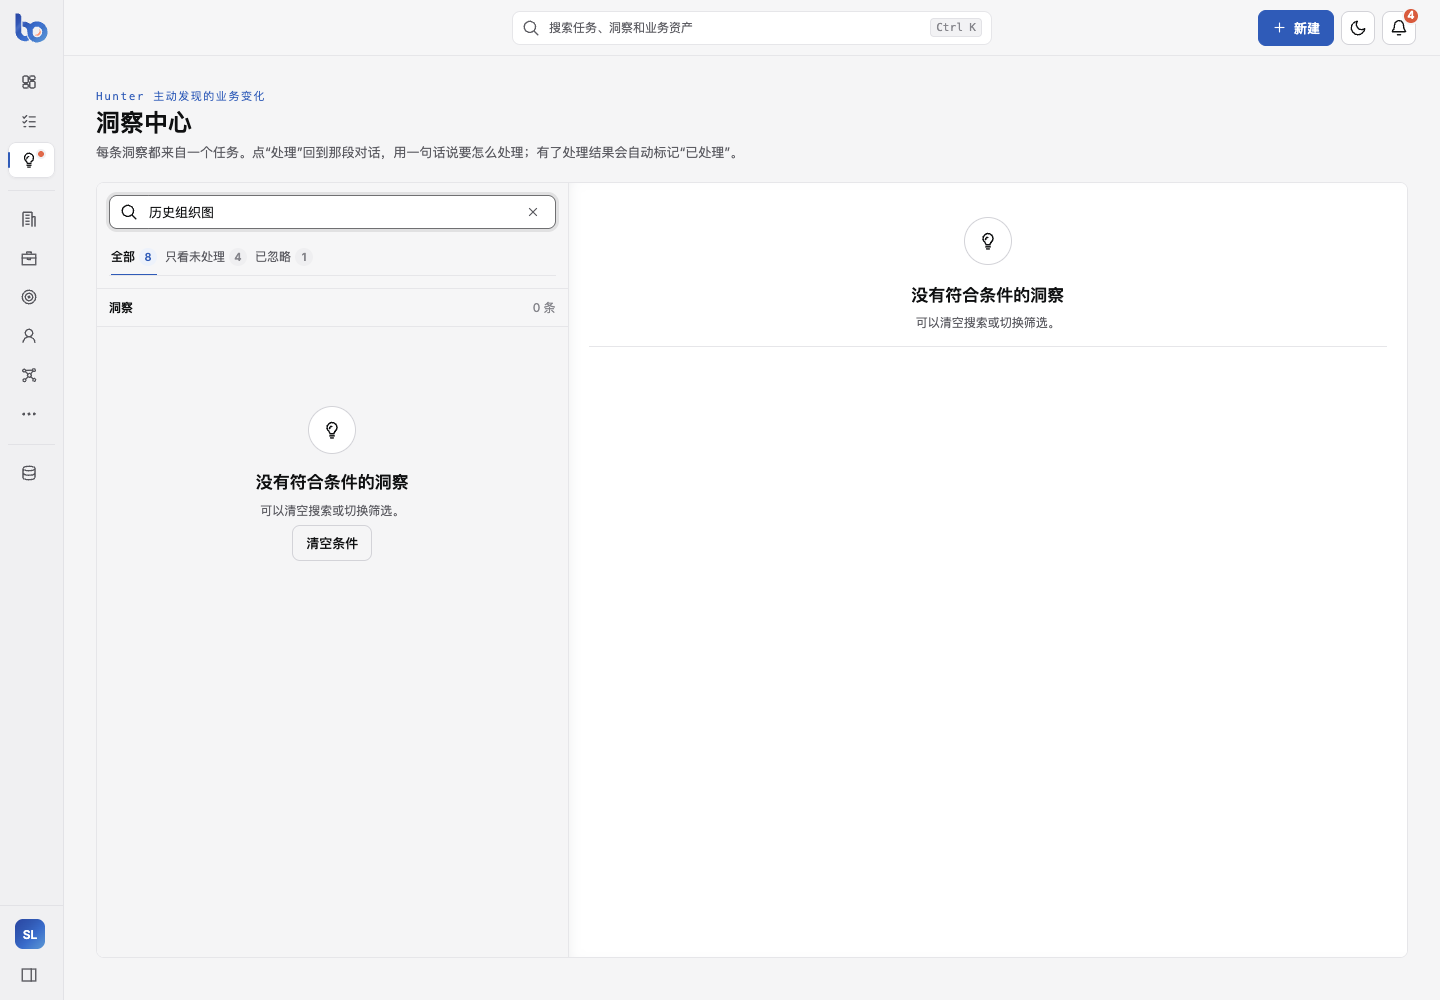 搜索任务、洞察和业务资产
Ctrl K
新建
4
Hunter 主动发现的业务变化
洞察中心
每条洞察都来自一个任务。点“处理”回到那段对话，用一句话说要怎么处理；有了处理结果会自动标记“已处理”。
历史组织图
全部 8 只看未处理 4 已忽略 1
洞察 0 条
没有符合条件的洞察
可以清空搜索或切换筛选。
清空条件
没有符合条件的洞察
可以清空搜索或切换筛选。
SL